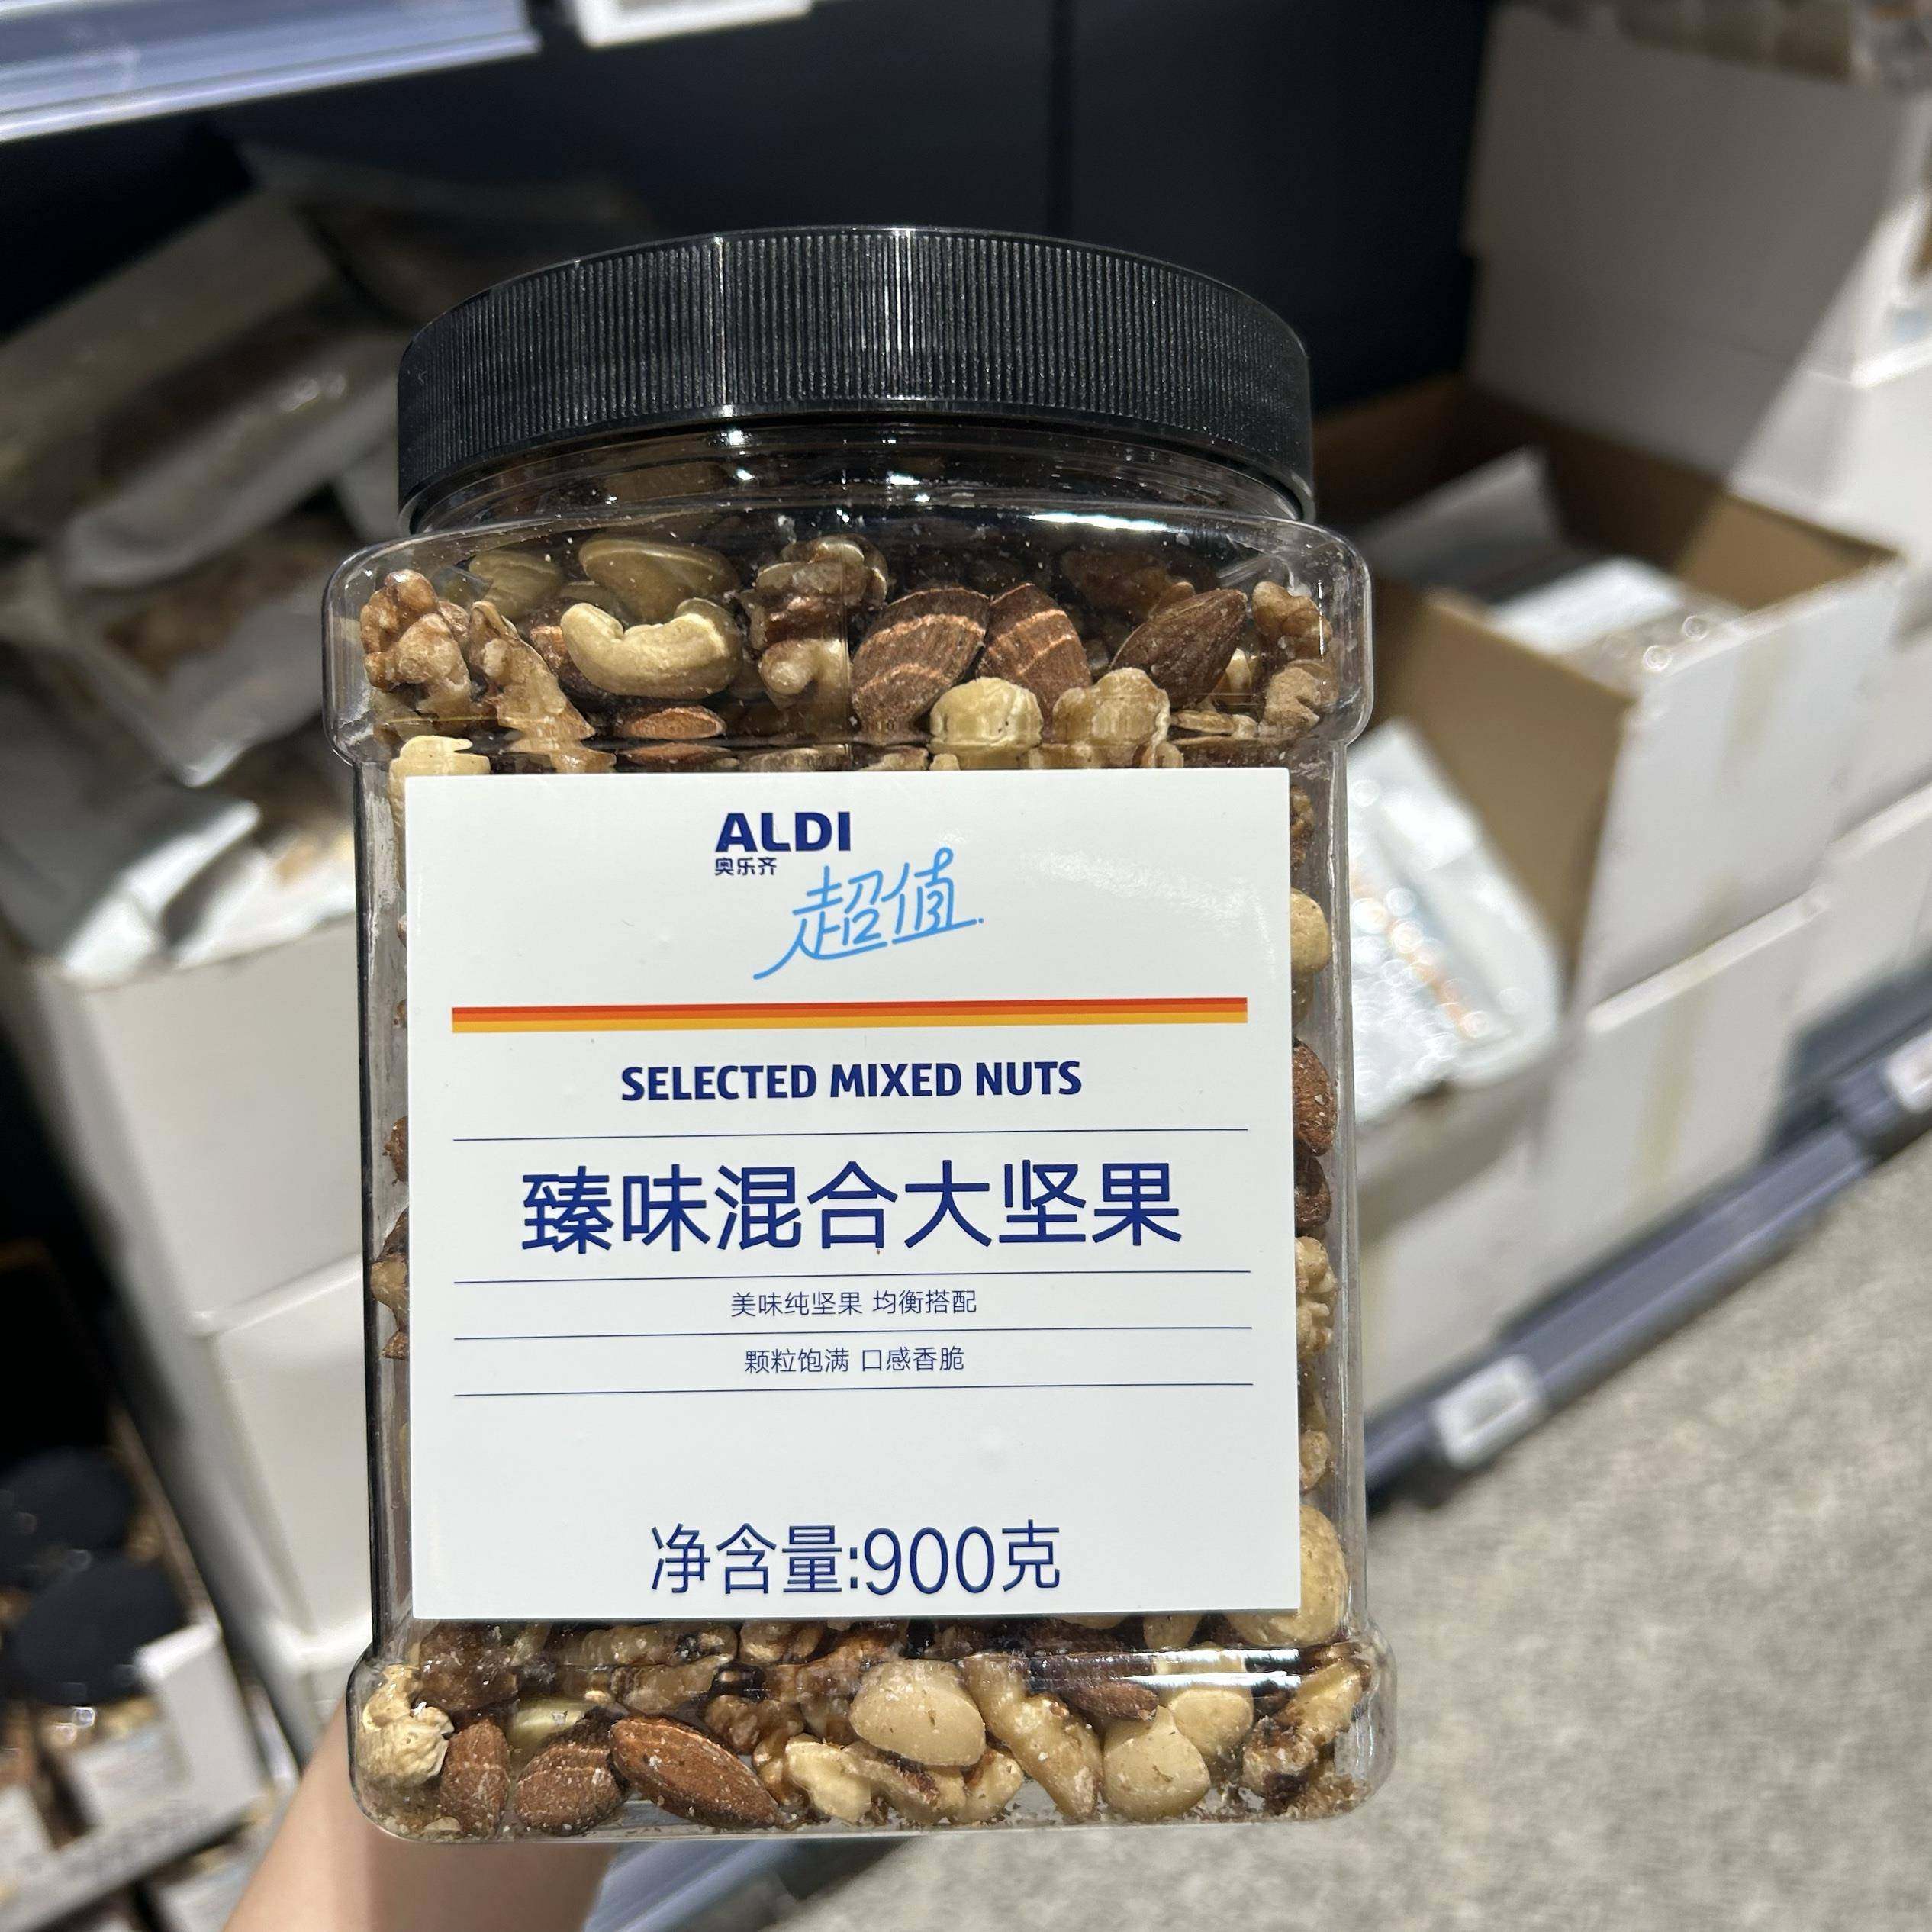 ALDI
奥乐齐
超值
SELECTED MIXED NUTS
臻味混合大坚果
美味纯坚果 均衡搭配
颗粒饱满 口感香脆
净含量:900克